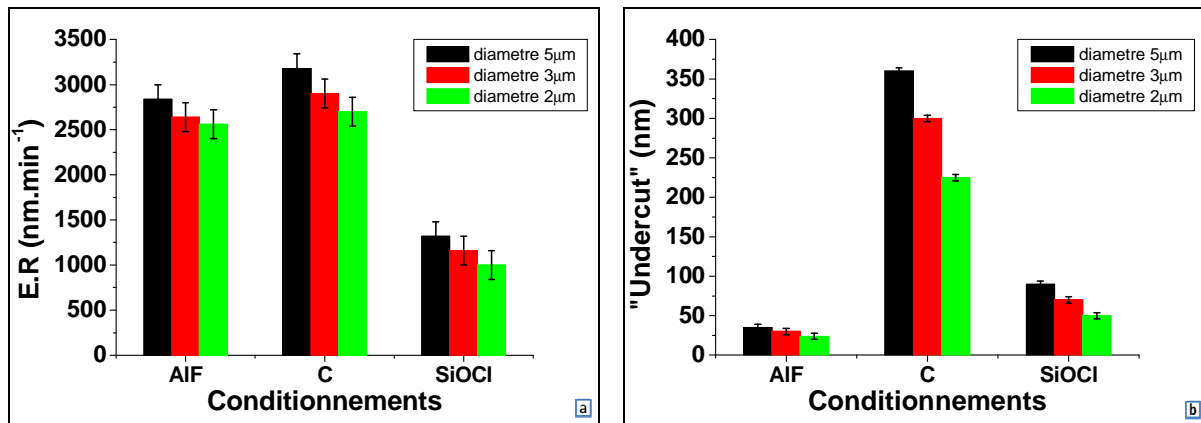 3500
3000
2500
2000
1500
1000
500
0
E.R (nm.min⁻¹)
diametre 5µm
diametre 3µm
diametre 2µm
AlF
C
SiOCl
Conditionnements
a
400
350
300
250
200
150
100
50
0
"Undercut" (nm)
diametre 5µm
diametre 3µm
diametre 2µm
AlF
C
SiOCl
Conditionnements
b